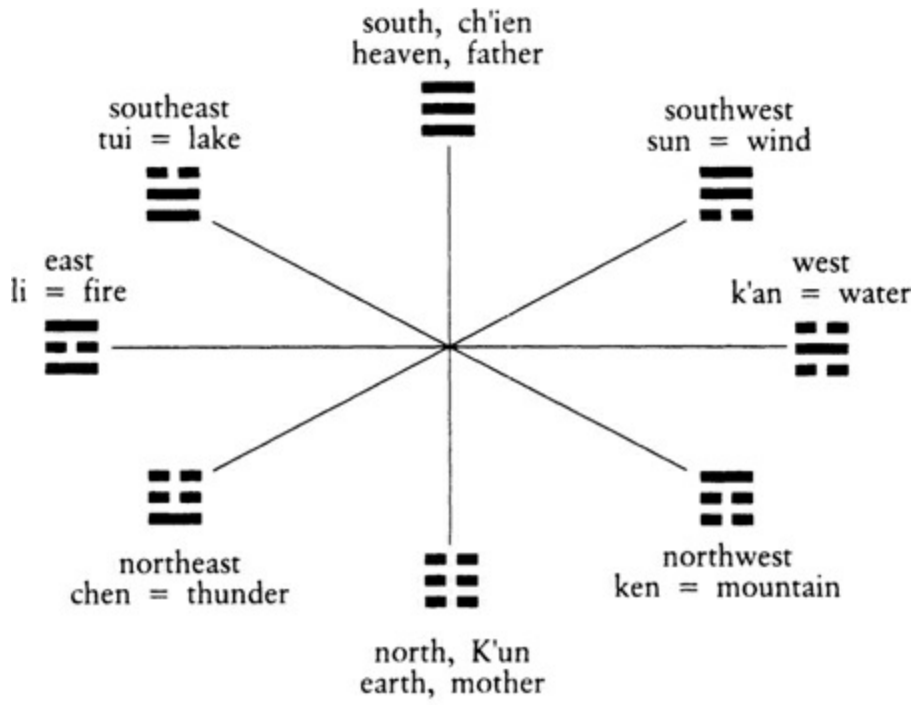 south, ch'ien
heaven, father
southeast
tui = lake
southwest
sun = wind
east
li = fire
west
k'an = water
northeast
chen = thunder
northwest
ken = mountain
north, K'un
earth, mother